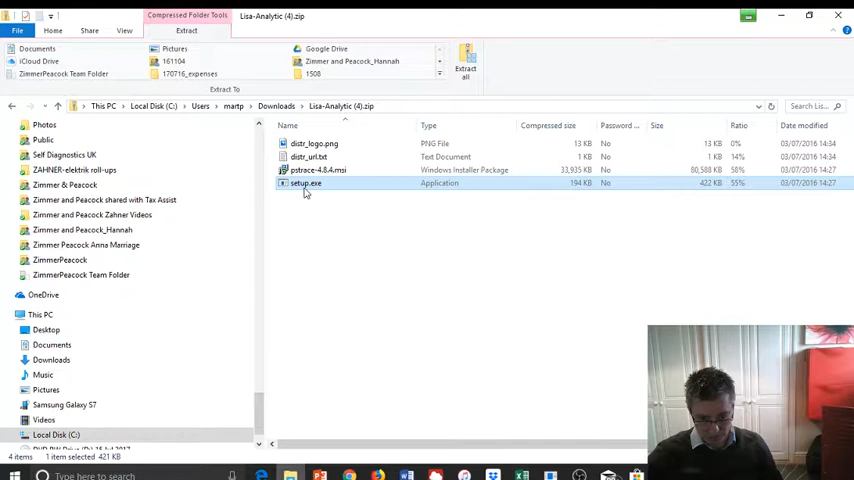 Compressed Folder Tools
Lisa-Analytic (4).zip
File
Home
Share
View
Extract
Documents
Pictures
Google Drive
iCloud Drive
161104
Zimmer and Peacock_Hannah
ZimmerPeacock Team Folder
170716_expenses
1508
Extract all
Extract To
This PC > Local Disk (C:) > Users > martp > Downloads > Lisa-Analytic (4).zip
Search Lis...
Name
Type
Compressed size
Password ...
Size
Ratio
Date modified
distr_logo.png
PNG File
13 KB
No
13 KB
0%
03/07/2016 14:34
distr_url.txt
Text Document
1 KB
No
1 KB
14%
03/07/2016 14:34
pstrace-4.8.4.msi
Windows Installer Package
33,935 KB
No
80,588 KB
58%
03/07/2016 14:27
setup.exe
Application
194 KB
No
422 KB
55%
03/07/2016 14:27
Photos
Public
Self Diagnostics UK
ZAHNER-elektrik roll-ups
Zimmer & Peacock
Zimmer and Peacock shared with Tax Assist
Zimmer and Peacock Zahner Videos
Zimmer and Peacock_Hannah
Zimmer Peacock Anna Marriage
ZimmerPeacock
ZimmerPeacock Team Folder
OneDrive
This PC
Desktop
Documents
Downloads
Music
Pictures
Samsung Galaxy S7
Videos
Local Disk (C:)
4 items
1 item selected 421 KB
Type here to search